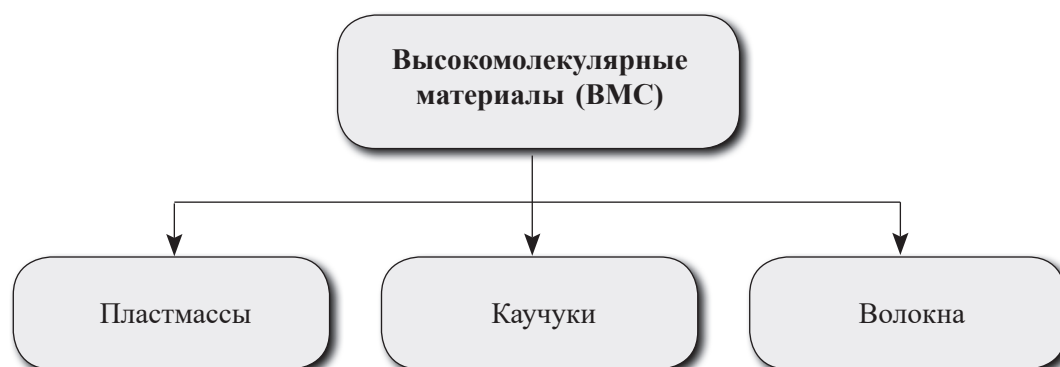 Высокомолекулярные
материалы (ВМС)
Пластмассы
Каучуки
Волокна